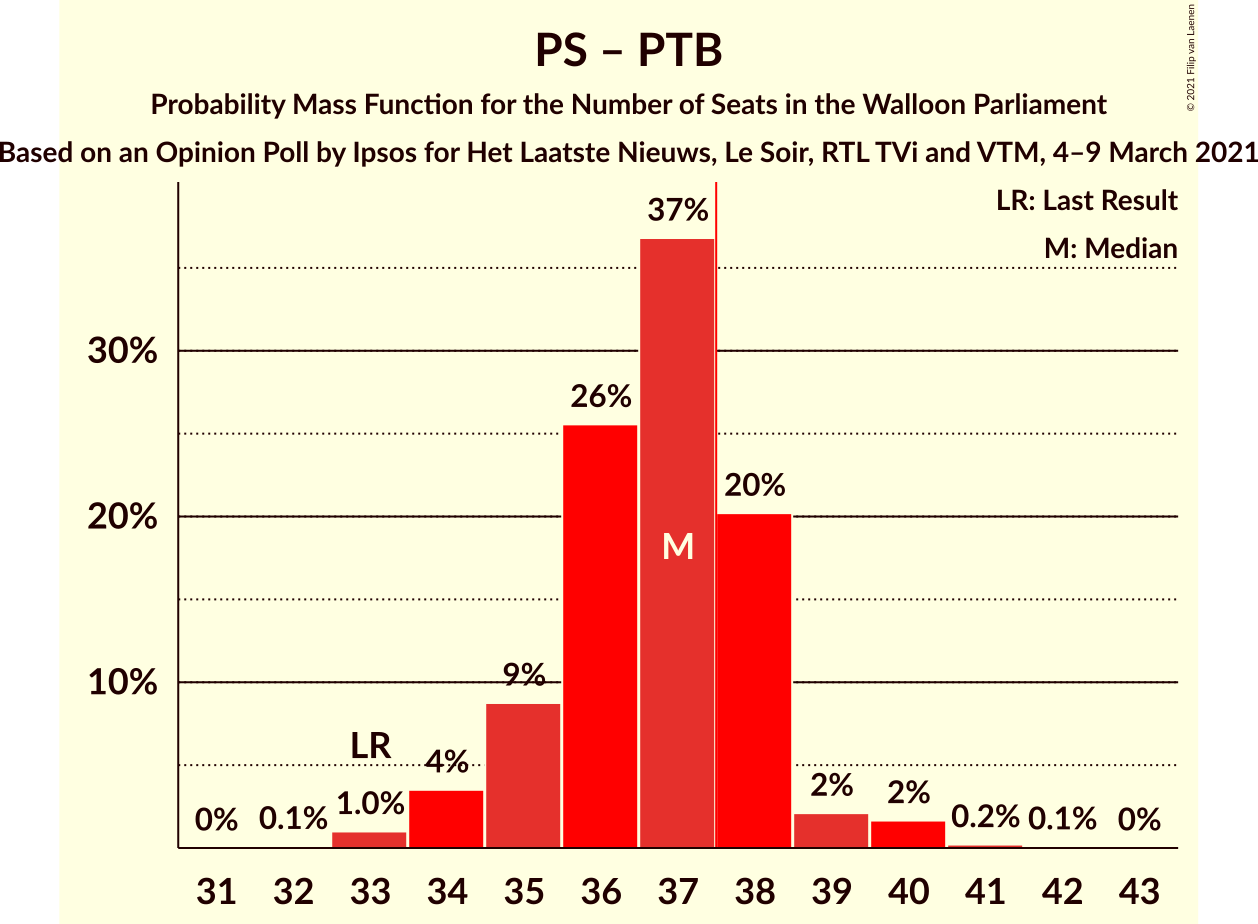 PS – PTB
Probability Mass Function for the Number of Seats in the Walloon Parliament
Based on an Opinion Poll by Ipsos for Het Laatste Nieuws, Le Soir, RTL TVi and VTM, 4–9 March 2021
© 2021 Filip van Laenen
LR: Last Result
M: Median
37%
30%
26%
20%
20%
M
10%
9%
LR
4%
0%
0.1%
1.0%
2%
2%
0.2%
0.1%
0%
31 32 33 34 35 36 37 38 39 40 41 42 43